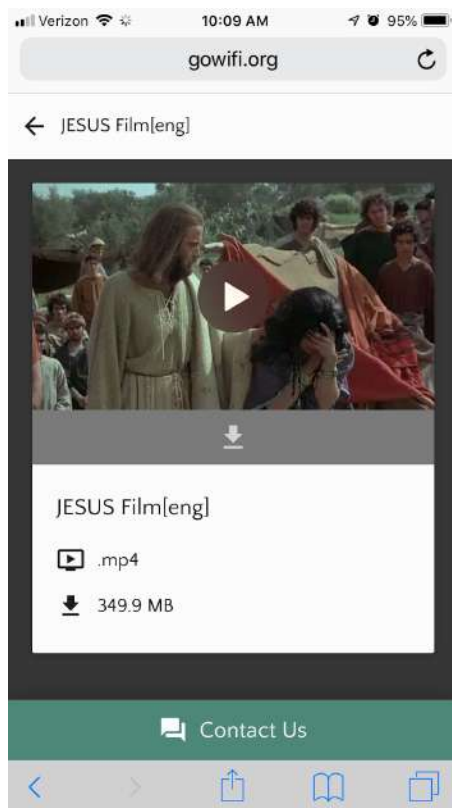 Verizon 10:09 AM 95%
gowifi.org
JESUS Film[eng]
JESUS Film[eng]
.mp4
349.9 MB
Contact Us